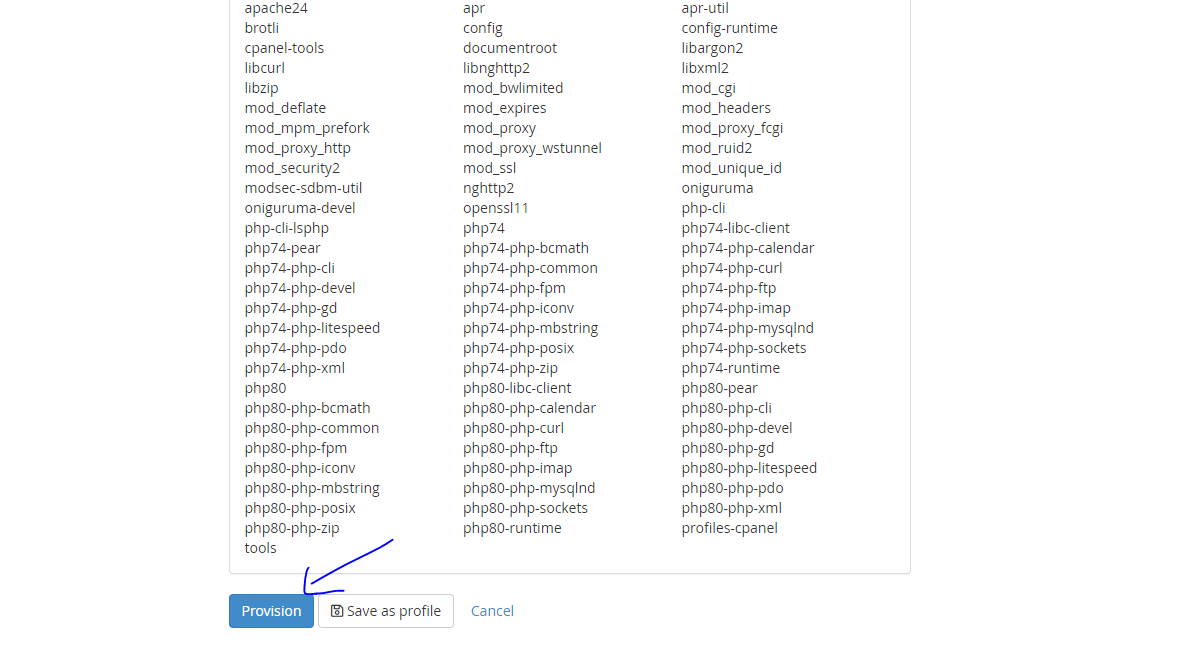 apache24 apr apr-util
brotli config config-runtime
cpanel-tools documentroot libargon2
libcurl libnghttp2 libxml2
libzip mod_bwlimited mod_cgi
mod_deflate mod_expires mod_headers
mod_mpm_prefork mod_proxy mod_proxy_fcgi
mod_proxy_http mod_proxy_wstunnel mod_ruid2
mod_security2 mod_ssl mod_unique_id
modsec-sdbm-util nghttp2 oniguruma
oniguruma-devel openssl11 php-cli
php-cli-lsphp php74 php74-libc-client
php74-pear php74-php-bcmath php74-php-calendar
php74-php-cli php74-php-common php74-php-curl
php74-php-devel php74-php-fpm php74-php-ftp
php74-php-gd php74-php-iconv php74-php-imap
php74-php-litespeed php74-php-mbstring php74-php-mysqlnd
php74-php-pdo php74-php-posix php74-php-sockets
php74-php-xml php74-php-zip php74-runtime
php80 php80-libc-client php80-pear
php80-php-bcmath php80-php-calendar php80-php-cli
php80-php-common php80-php-curl php80-php-devel
php80-php-fpm php80-php-ftp php80-php-gd
php80-php-iconv php80-php-imap php80-php-litespeed
php80-php-mbstring php80-php-mysqlnd php80-php-pdo
php80-php-posix php80-php-sockets php80-php-xml
php80-php-zip php80-runtime profiles-cpanel
tools
Provision Save as profile Cancel